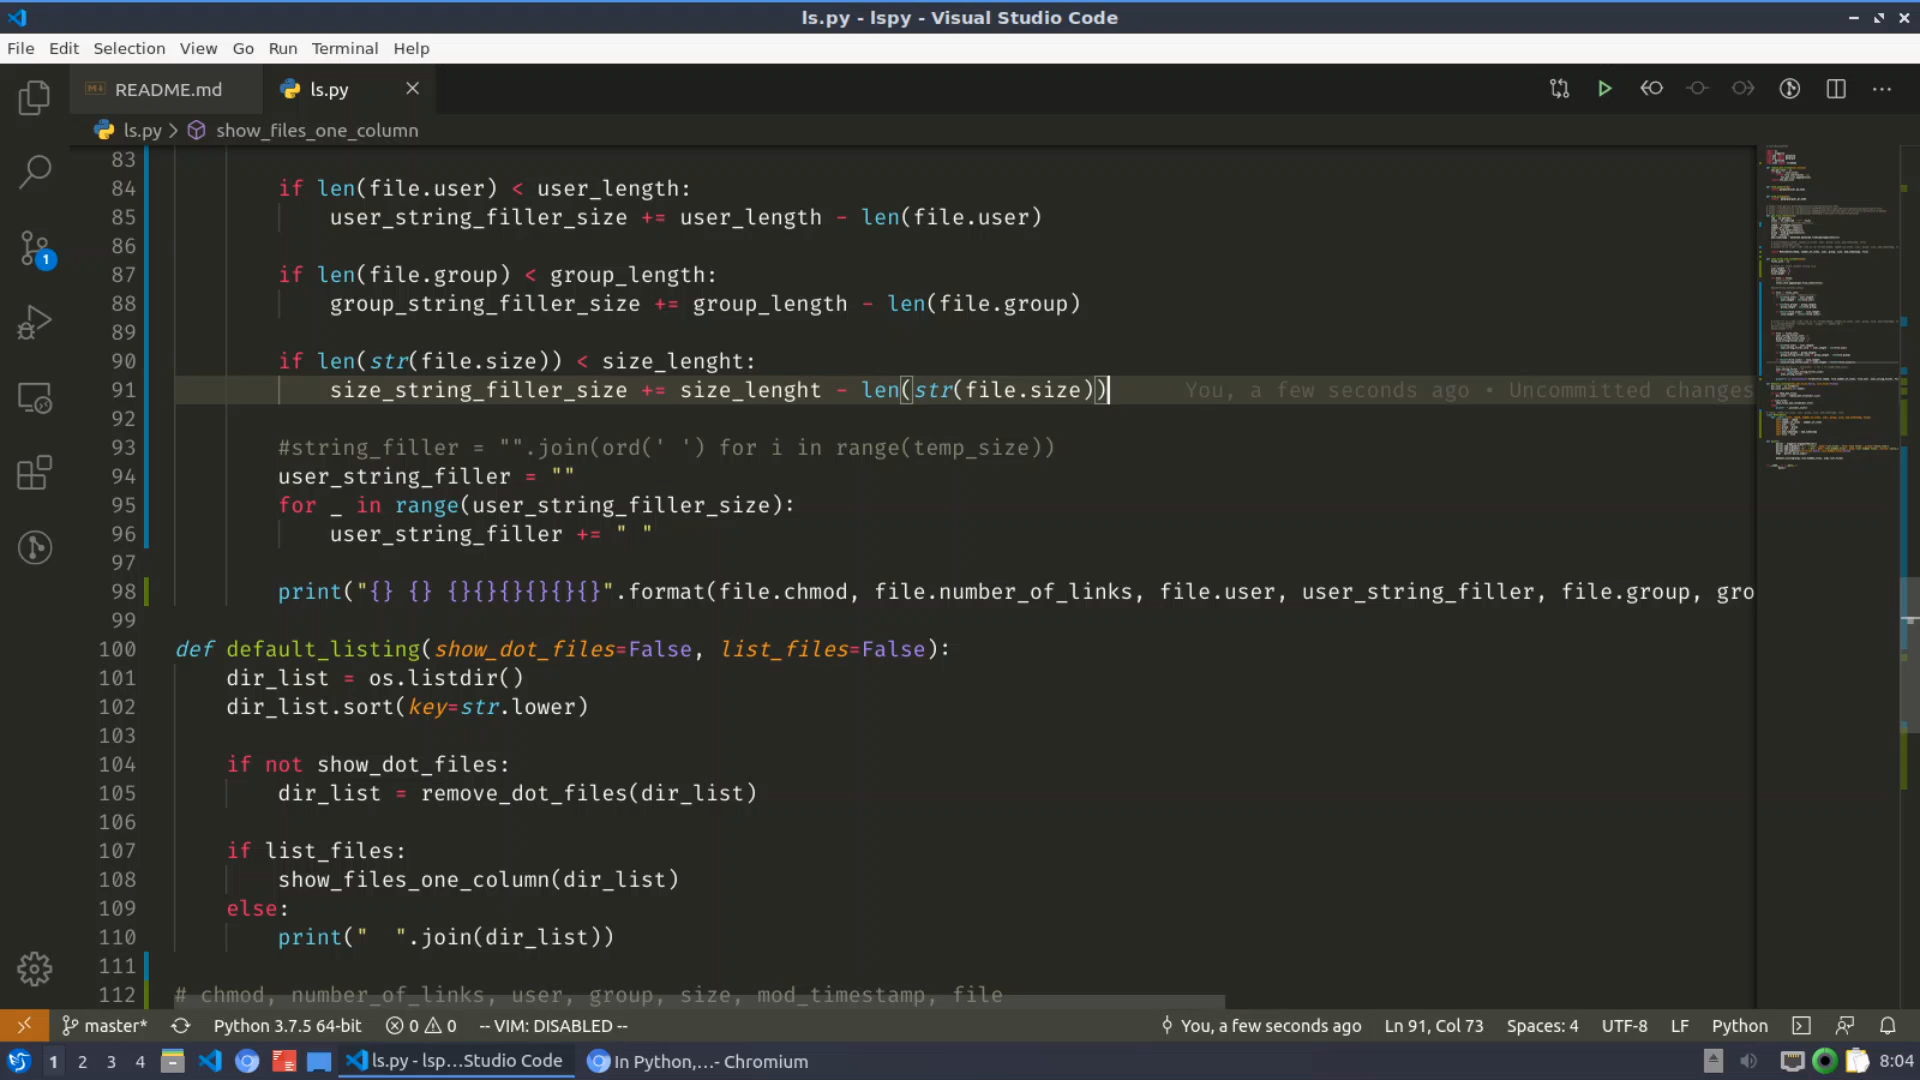 ls.py - lspy - Visual Studio Code
File Edit Selection View Go Run Terminal Help
README.md ls.py
ls.py > show_files_one_column
83
84 if len(file.user) < user_length:
85 user_string_filler_size += user_length - len(file.user)
86
87 if len(file.group) < group_length:
88 group_string_filler_size += group_length - len(file.group)
89
90 if len(str(file.size)) < size_lenght:
91 size_string_filler_size += size_lenght - len(str(file.size)) You, a few seconds ago • Uncommitted changes
92
93 #string_filler = "".join(ord(' ') for i in range(temp_size))
94 user_string_filler = ""
95 for _ in range(user_string_filler_size):
96 user_string_filler += " "
97
98 print("{} {} {}{}{}{}{}{}".format(file.chmod, file.number_of_links, file.user, user_string_filler, file.group, gro
99
100 def default_listing(show_dot_files=False, list_files=False):
101 dir_list = os.listdir()
102 dir_list.sort(key=str.lower)
103
104 if not show_dot_files:
105 dir_list = remove_dot_files(dir_list)
106
107 if list_files:
108 show_files_one_column(dir_list)
109 else:
110 print("  ".join(dir_list))
111
112 # chmod, number_of_links, user, group, size, mod_timestamp, file
master* Python 3.7.5 64-bit 0 0 -- VIM: DISABLED -- You, a few seconds ago Ln 91, Col 73 Spaces: 4 UTF-8 LF Python
1 2 3 4 ls.py - lsp...Studio Code In Python,...- Chromium 8:04